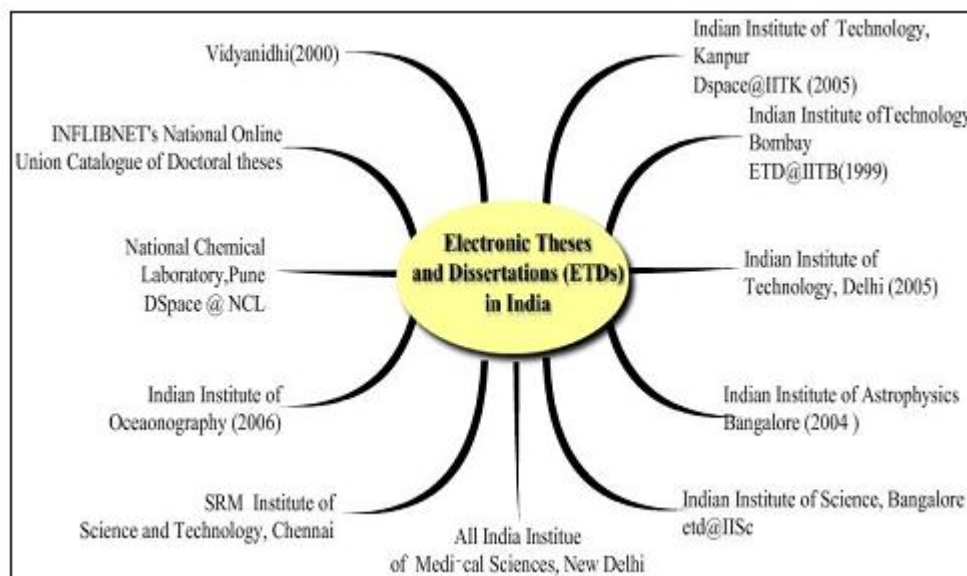 Electronic Theses
and Dissertations (ETDs)
in India
Vidyanidhi(2000)
INFLIBNET's National Online
Union Catalogue of Doctoral theses
National Chemical
Laboratory,Pune
DSpace @ NCL
Indian Institute of
Oceaonography (2006)
SRM Institute of
Science and Technology, Chennai
All India Institue
of Medi-cal Sciences, New Delhi
Indian Institute of Science, Bangalore
etd@IISc
Indian Institute of Astrophysics
Bangalore (2004 )
Indian Institute of
Technology, Delhi (2005)
Indian Institute ofTechnology
Bombay
ETD@IITB(1999)
Indian Institute of Technology,
Kanpur
Dspace@IITK (2005)